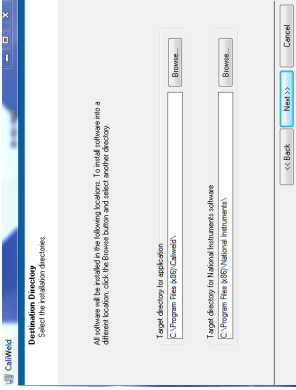 CaliWeld
Destination Directory
Select the installation directories.
All software will be installed in the following locations. To install software into a
different location, click the Browse button and select another directory.
Target directory for application
C:\Program Files (x86)\Caliweld\
Browse...
Target directory for National Instruments software
C:\Program Files (x86)\National Instruments\
Browse...
<< Back
Next >>
Cancel